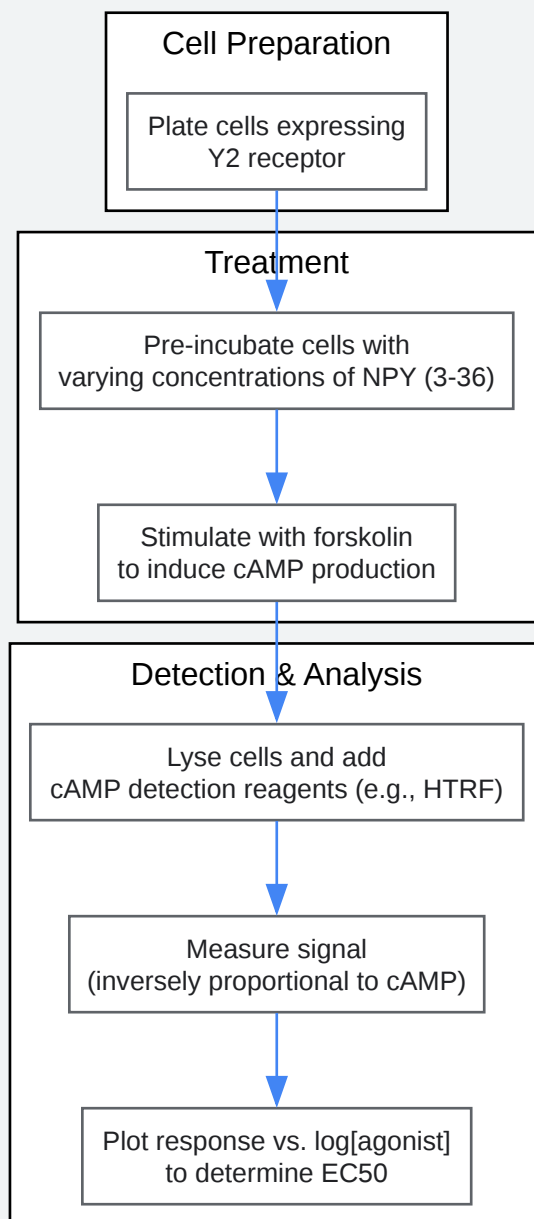 Cell Preparation
Plate cells expressing
Y2 receptor
Treatment
Pre-incubate cells with
varying concentrations of NPY (3-36)
Stimulate with forskolin
to induce cAMP production
Detection & Analysis
Lyse cells and add
cAMP detection reagents (e.g., HTRF)
Measure signal
(inversely proportional to cAMP)
Plot response vs. log[agonist]
to determine EC50